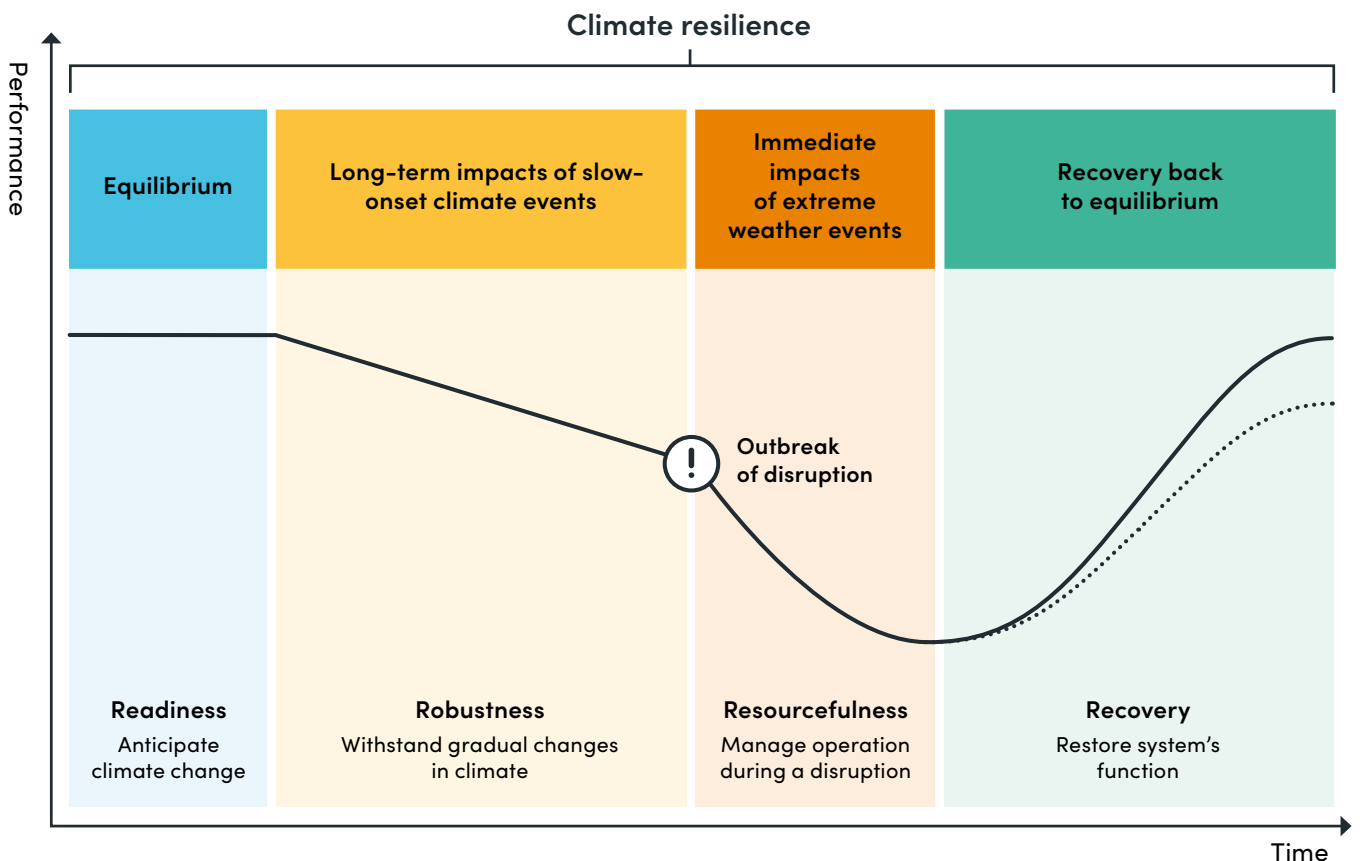 Climate resilience
Performance
Equilibrium
Long-term impacts of slow-
onset climate events
Immediate
impacts
of extreme
weather events
Recovery back
to equilibrium
!
Outbreak
of disruption
Readiness
Anticipate
climate change
Robustness
Withstand gradual changes
in climate
Resourcefulness
Manage operation
during a disruption
Recovery
Restore system’s
function
Time